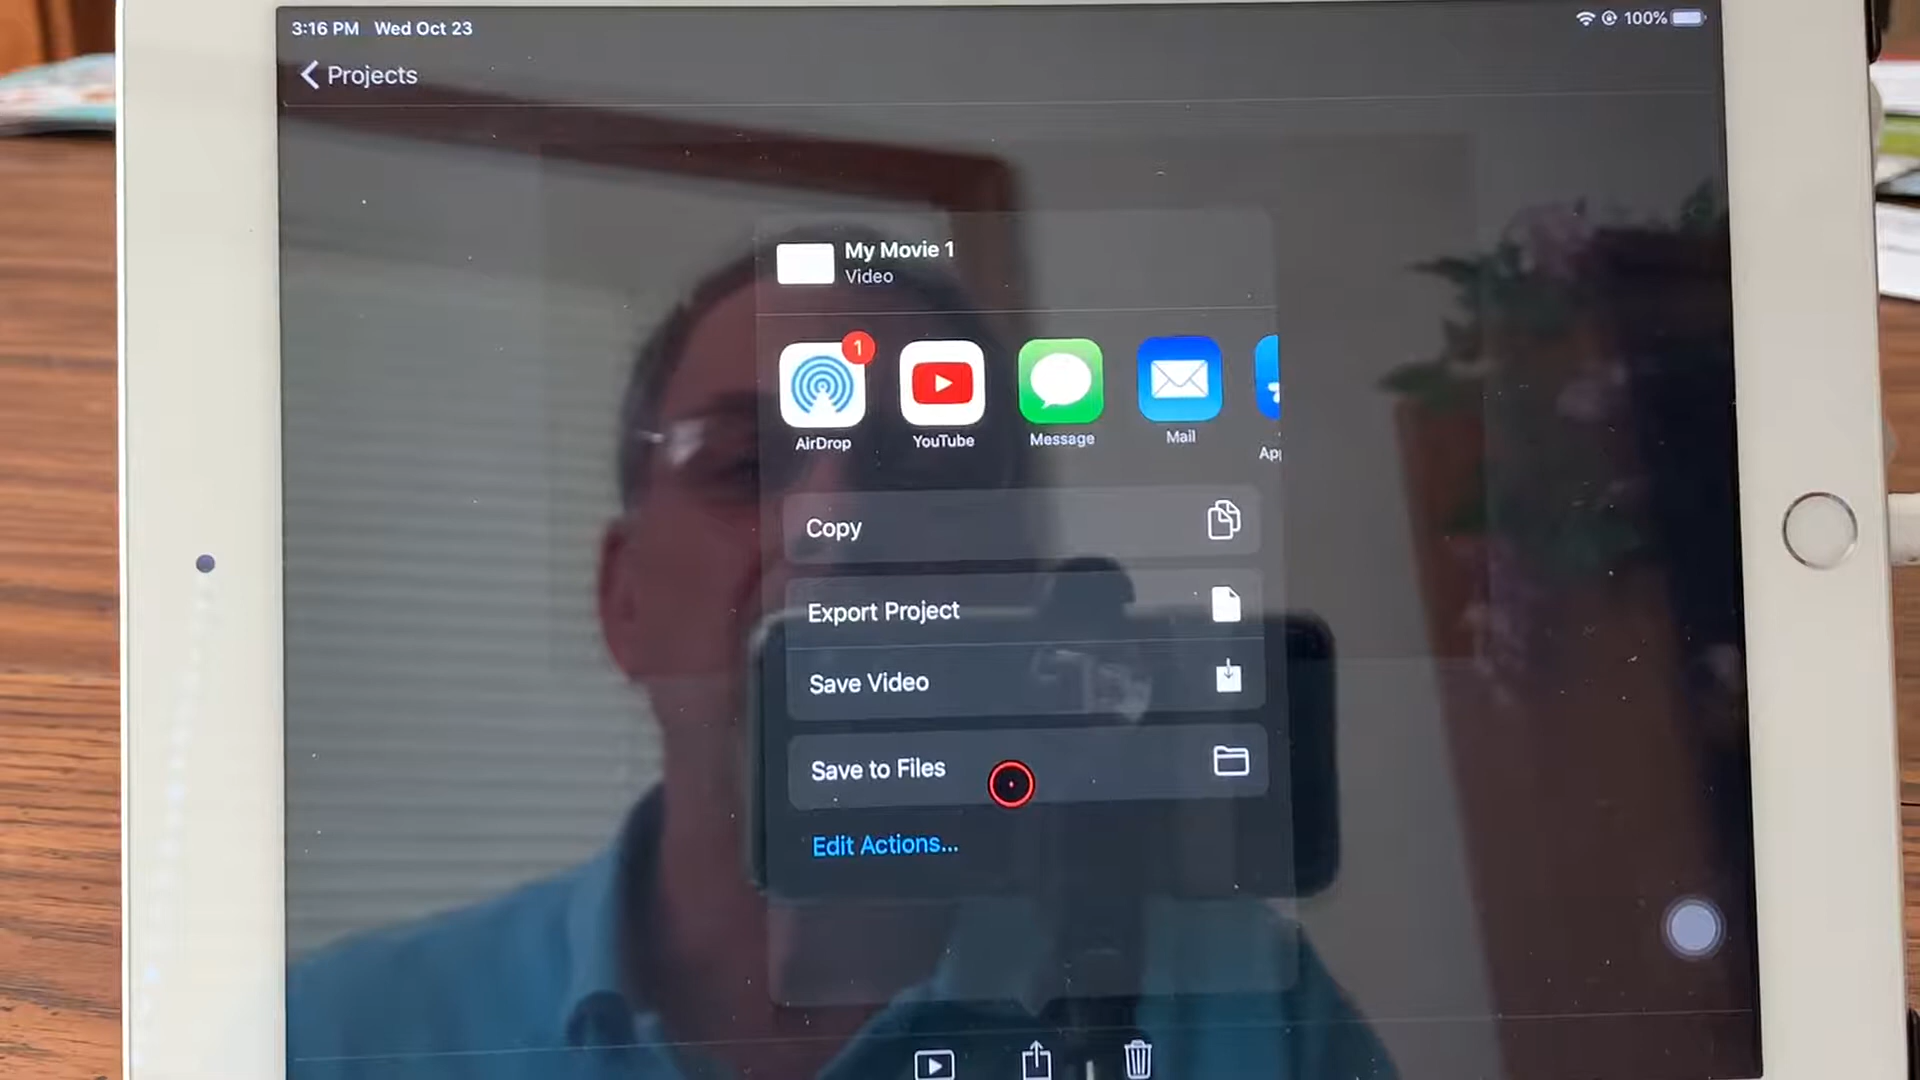 3:16 PM Wed Oct 23
100%
Projects
My Movie 1
Video
1
AirDrop
YouTube
Message
Mail
Copy
Export Project
Save Video
Save to Files
Edit Actions...